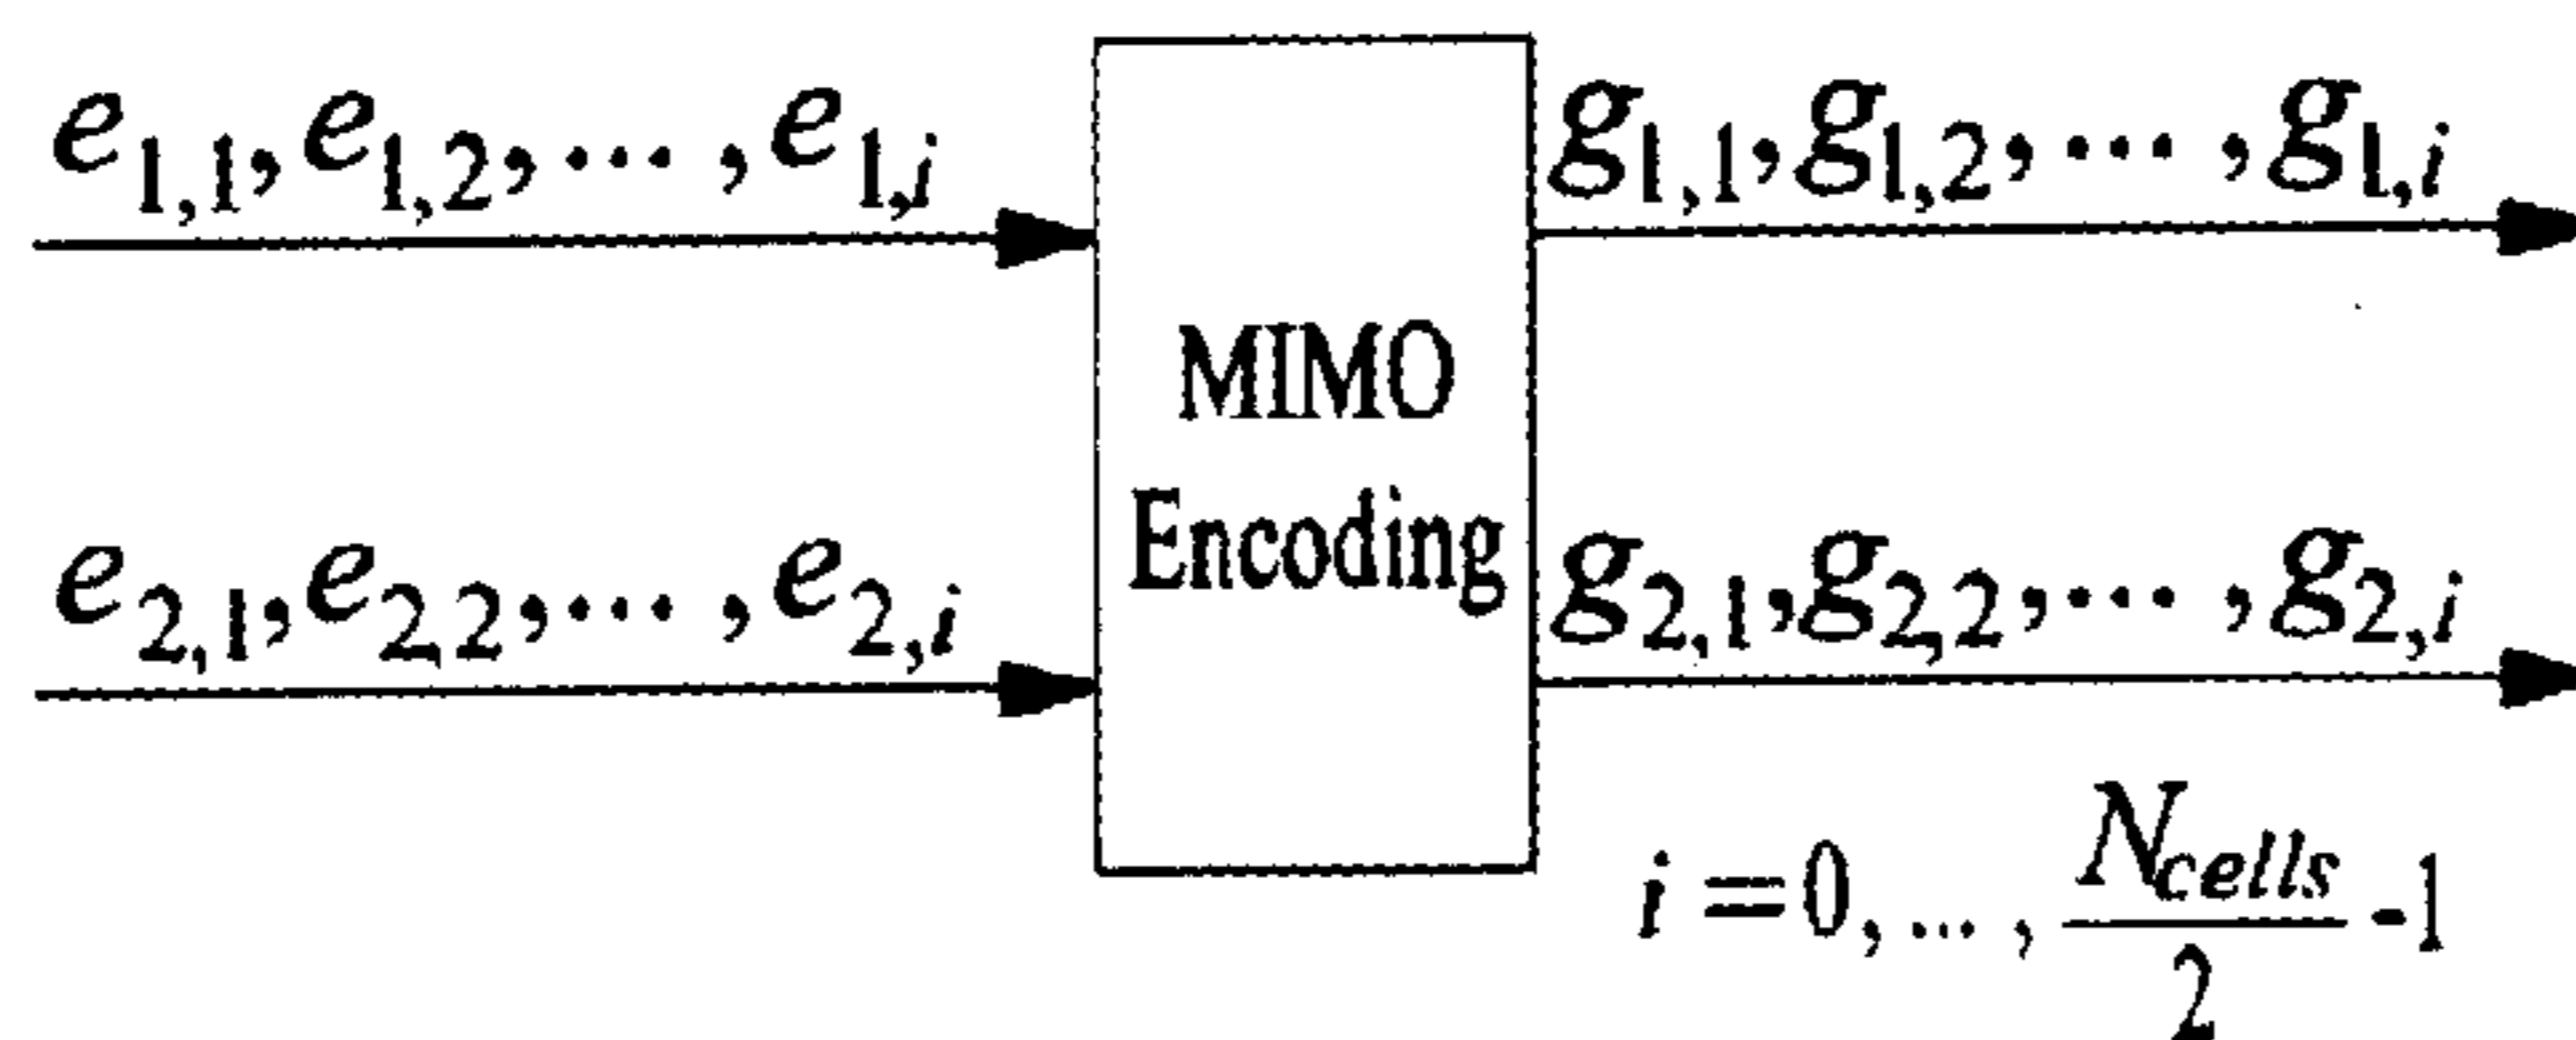 e1,1,e1,2,... ,e1,i
g1,1,g1,2,... ,g1,i
MIMO
Encoding
e2,1,e2,2,... ,e2,i
g2,1,g2,2,... ,g2,i
i = 0, ... , Ncells/2 -1